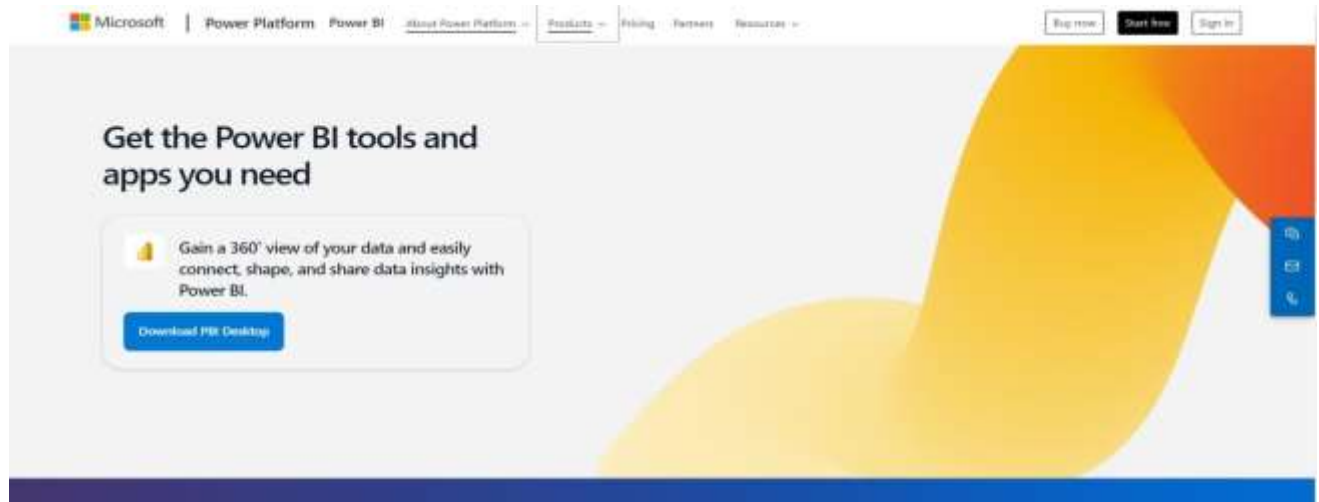 Microsoft
Power Platform
Power BI
About Power Platform
Products
Pricing
Partners
Resources
Buy now
Start free
Sign in
Get the Power BI tools and
apps you need
Gain a 360° view of your data and easily
connect, shape, and share data insights with
Power BI.
Download PBI Desktop